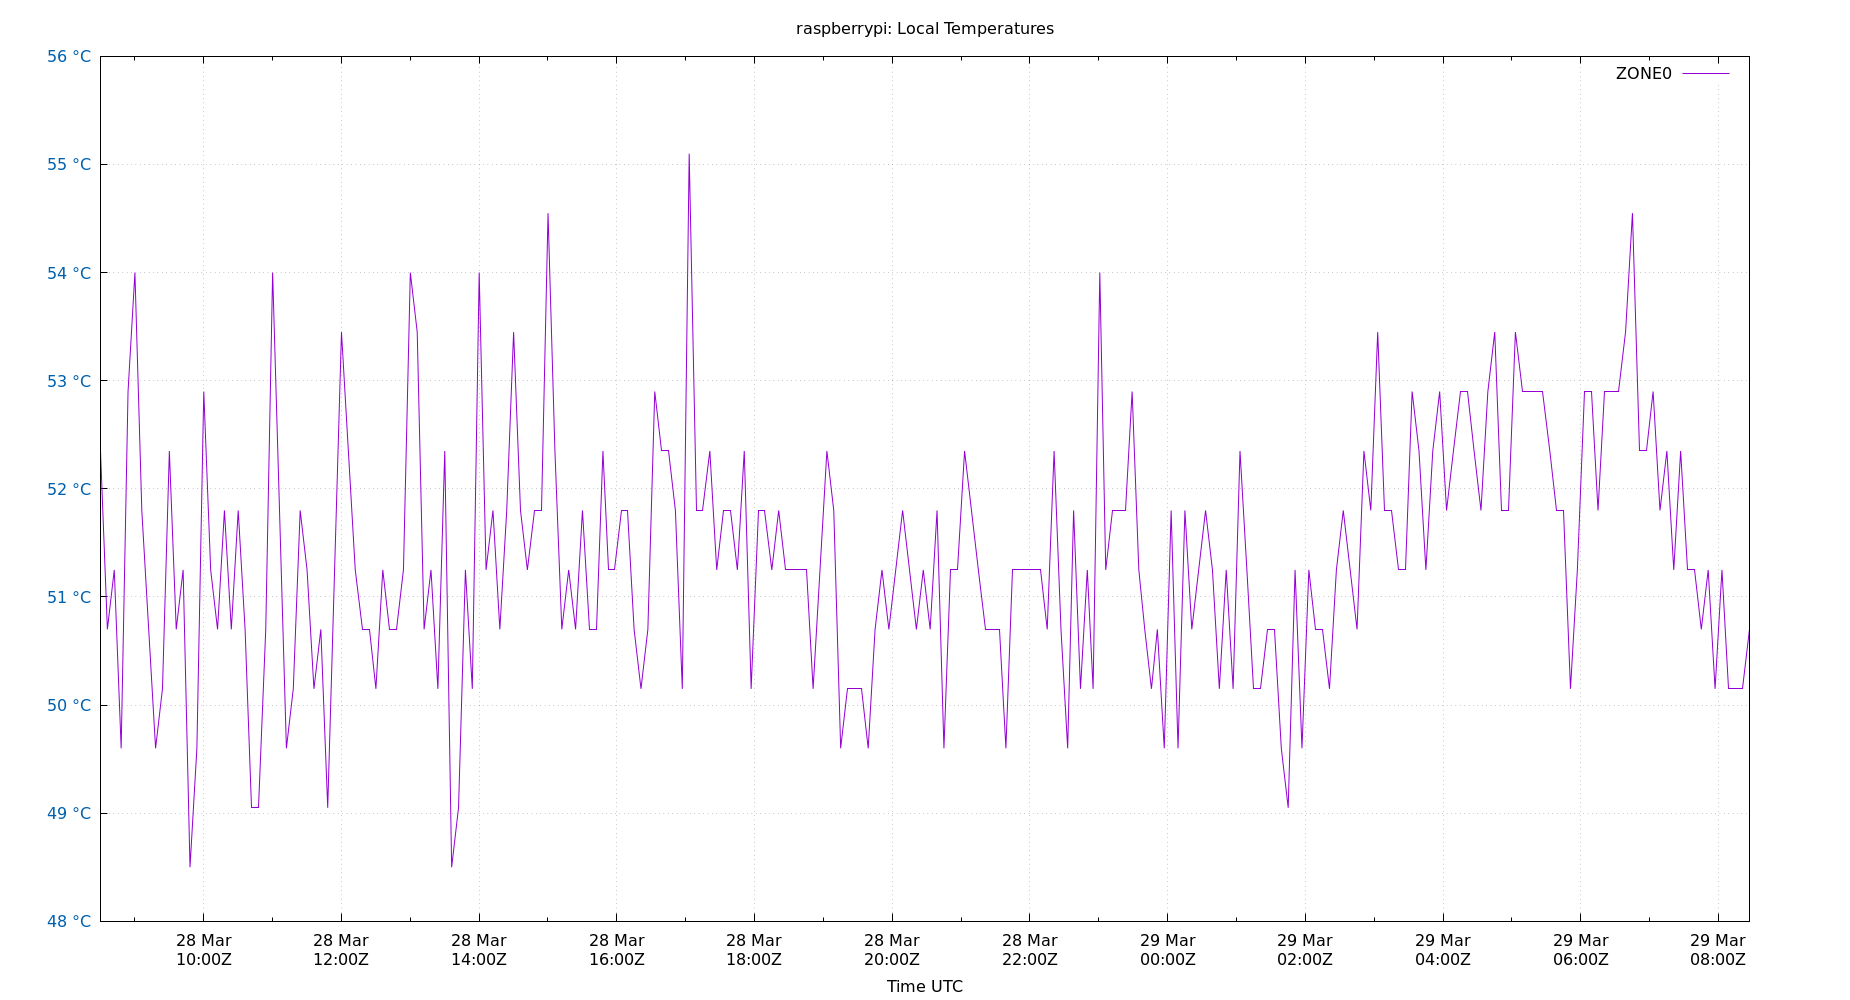 raspberrypi: Local Temperatures
56 °C
ZONE0
55 °C
54 °C
53 °C
52 °C
51 °C
50 °C
49 °C
48 °C
28 Mar 28 Mar 28 Mar 28 Mar 28 Mar 28 Mar 28 Mar 29 Mar 29 Mar 29 Mar 29 Mar 29 Mar
10:00Z 12:00Z 14:00Z 16:00Z 18:00Z 20:00Z 22:00Z 00:00Z 02:00Z 04:00Z 06:00Z 08:00Z
Time UTC